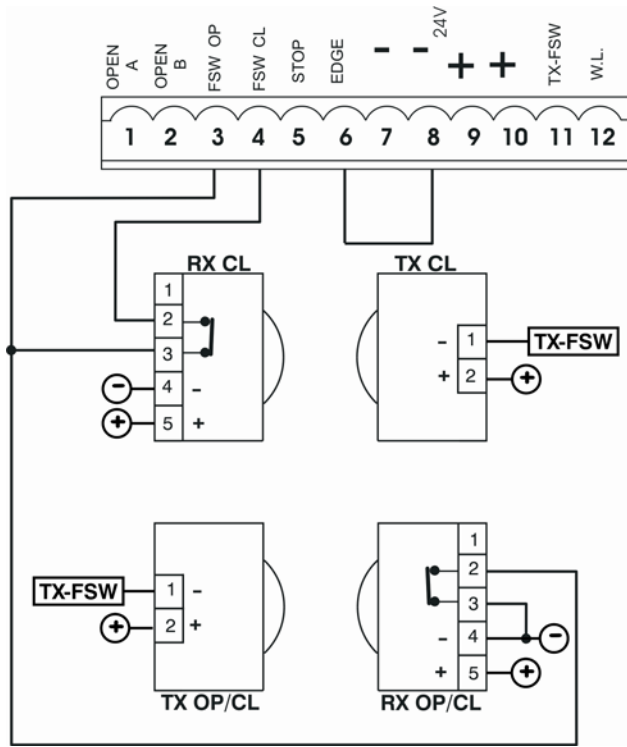 OPEN A
OPEN B
FSW OP
FSW CL
STOP
EDGE
- - 24V + +
TX-FSW
W.L.
1 2 3 4 5 6 7 8 9 10 11 12
RX CL
1
2
3
4 -
5 +
- +
TX CL
- 1 TX-FSW
+ 2 +
TX-FSW 1 -
+ 2 +
TX OP/CL
1
2
3
- 4 -
+ 5 +
RX OP/CL